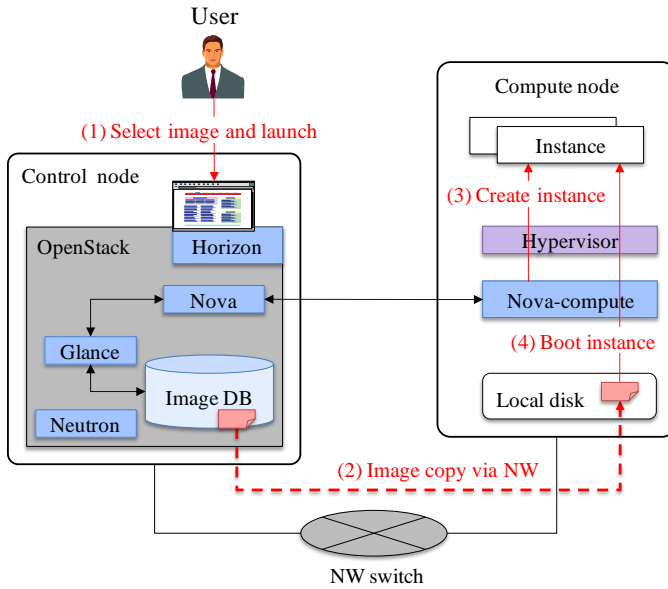 User
(1) Select image and launch
Control node
OpenStack
Horizon
Nova
Glance
Image DB
Neutron
Compute node
Instance
(3) Create instance
Hypervisor
Nova-compute
(4) Boot instance
Local disk
(2) Image copy via NW
NW switch